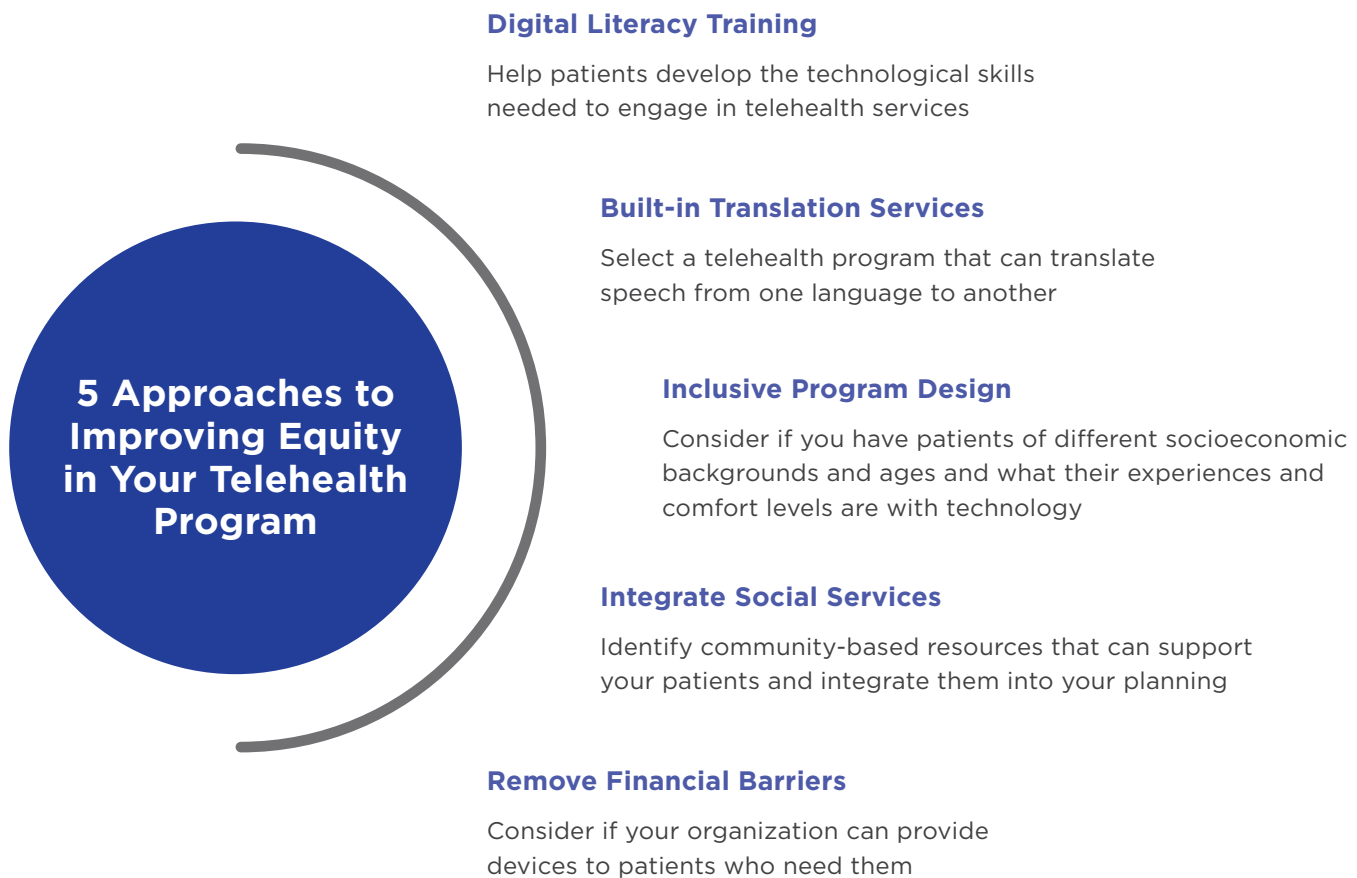 Digital Literacy Training
Help patients develop the technological skills
needed to engage in telehealth services
Built-in Translation Services
Select a telehealth program that can translate
speech from one language to another
5 Approaches to
Improving Equity
in Your Telehealth
Program
Inclusive Program Design
Consider if you have patients of different socioeconomic
backgrounds and ages and what their experiences and
comfort levels are with technology
Integrate Social Services
Identify community-based resources that can support
your patients and integrate them into your planning
Remove Financial Barriers
Consider if your organization can provide
devices to patients who need them